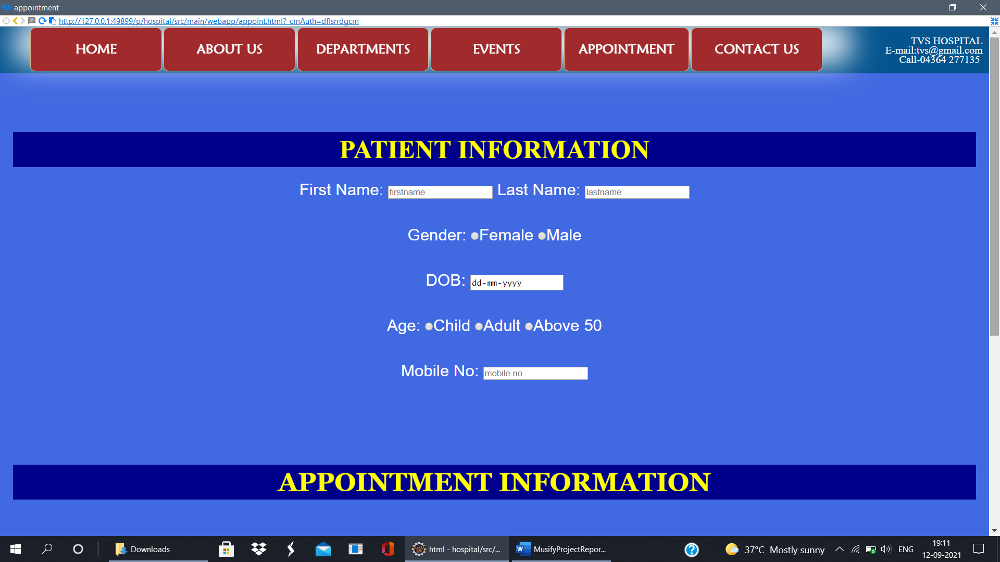 appointment
http://127.0.0.1:49899/p/hospital/src/main/webapp/appoint.html?_cmAuth=dflsrrdgcm
HOME ABOUT US DEPARTMENTS EVENTS APPOINTMENT CONTACT US
TVS HOSPITAL
E-mail:tvs@gmail.com
Call-04364 277135
PATIENT INFORMATION
First Name: firstname Last Name: lastname
Gender: Female Male
DOB: dd-mm-yyyy
Age: Child Adult Above 50
Mobile No: mobile no
APPOINTMENT INFORMATION
Downloads html - hospital/src/... MusifyProjectRepor... 37°C Mostly sunny ENG
19:11
12-09-2021